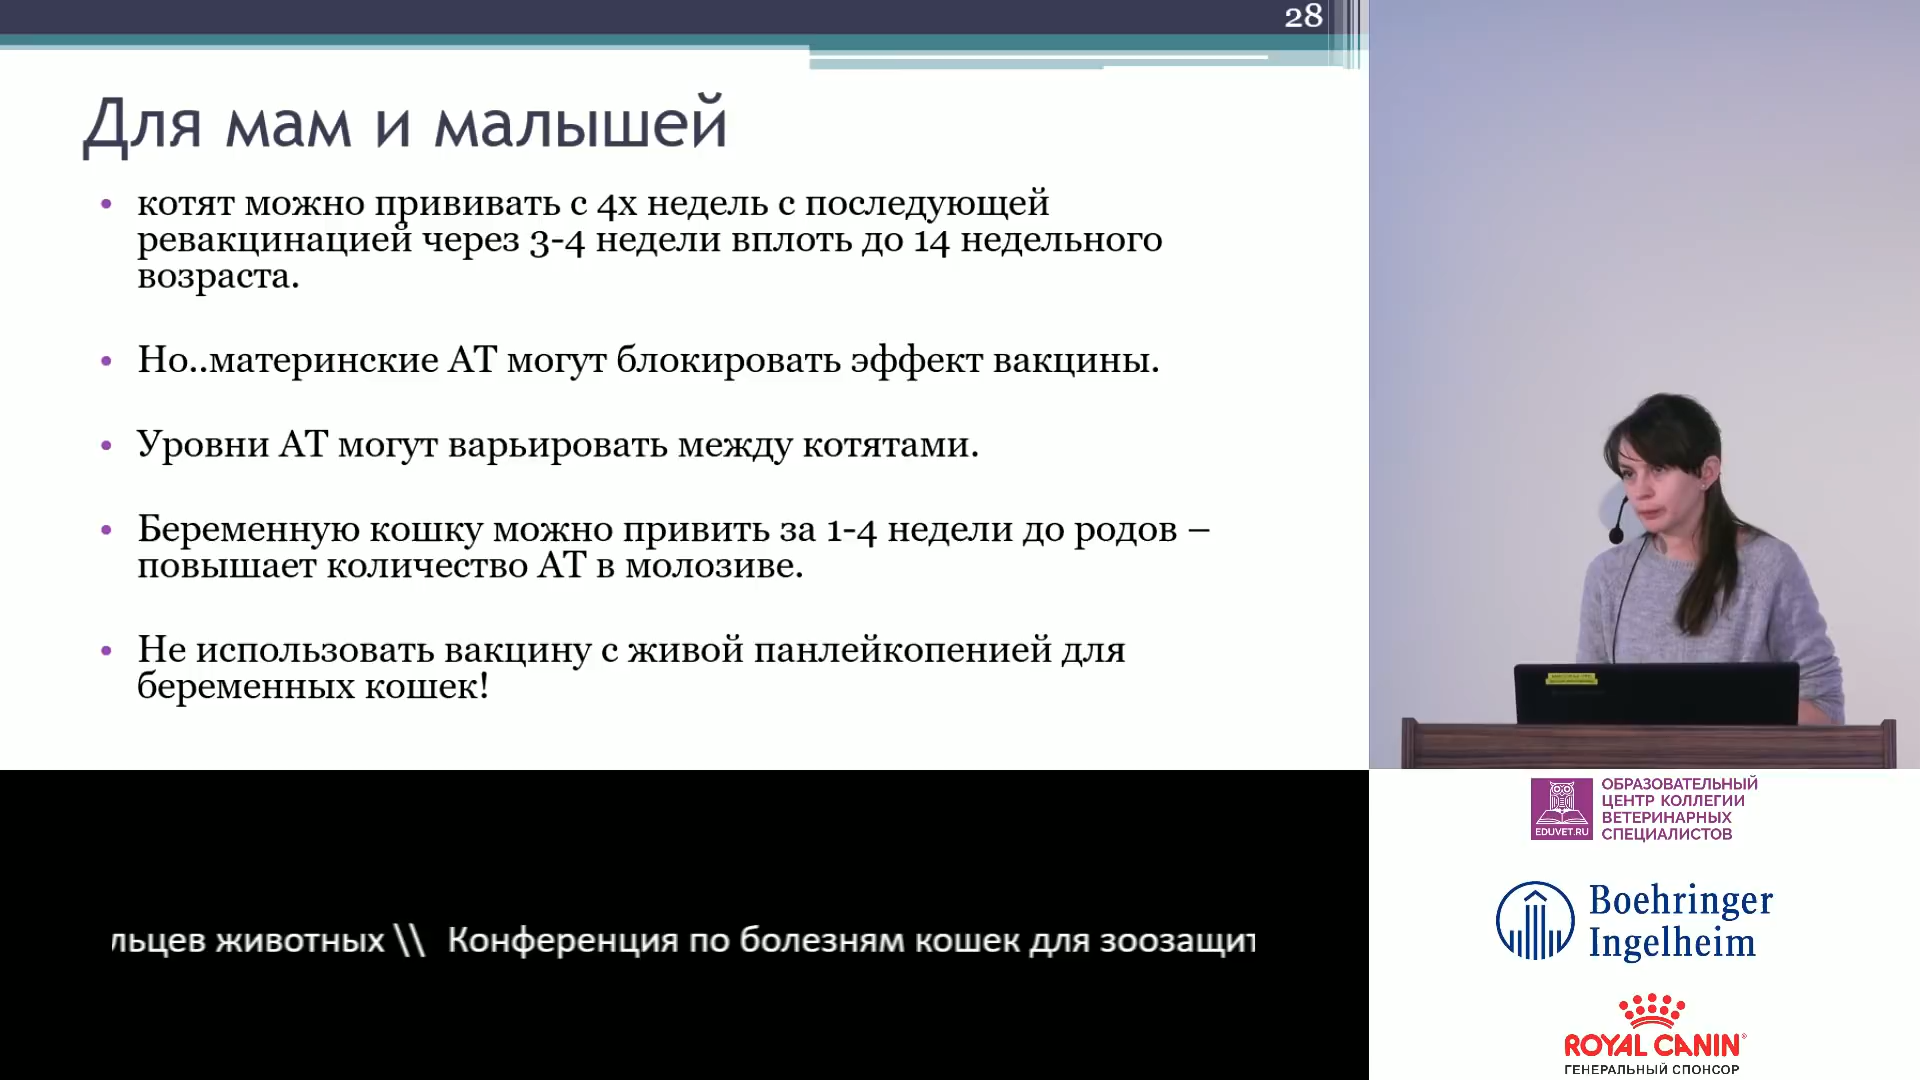 28
Для мам и малышей
• котят можно прививать с 4х недель с последующей
ревакцинацией через 3-4 недели вплоть до 14 недельного
возраста.
• Но..материнские АТ могут блокировать эффект вакцины.
• Уровни АТ могут варьировать между котятами.
• Беременную кошку можно привить за 1-4 недели до родов –
повышает количество АТ в молозиве.
• Не использовать вакцину с живой панлейкопенией для
беременных кошек!
льцев животных \\ Конференция по болезням кошек для зоозащит
EDUVET.RU
ОБРАЗОВАТЕЛЬНЫЙ
ЦЕНТР КОЛЛЕГИИ
ВЕТЕРИНАРНЫХ
СПЕЦИАЛИСТОВ
Boehringer
Ingelheim
ROYAL CANIN
ГЕНЕРАЛЬНЫЙ СПОНСОР